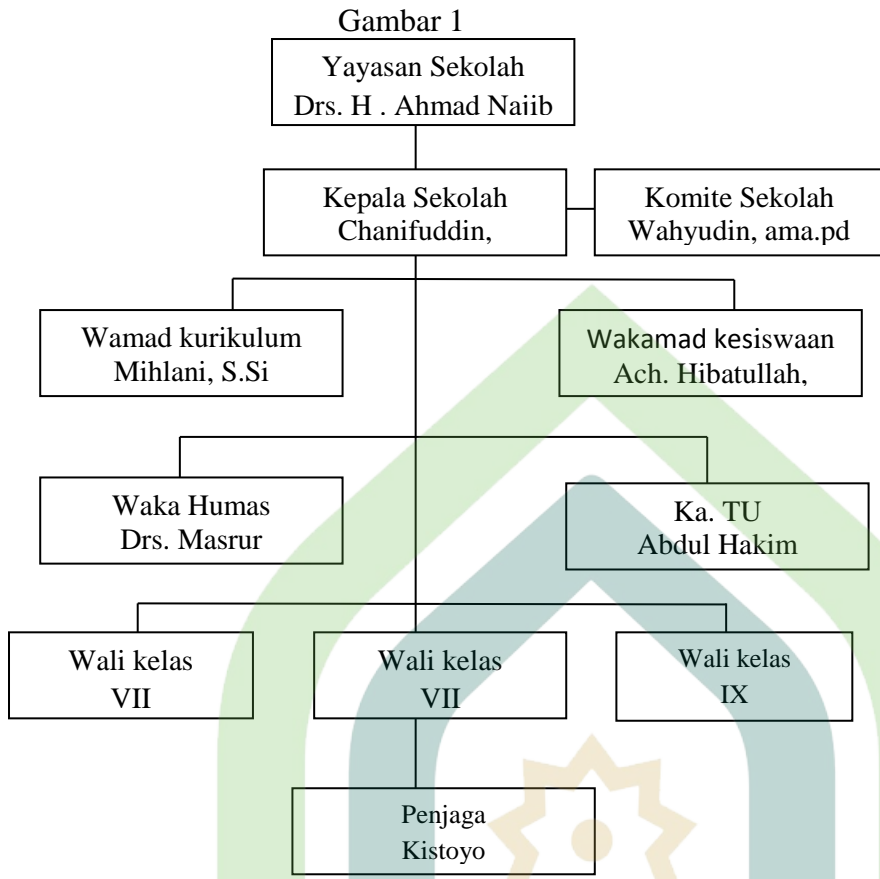 Gambar 1
Yayasan Sekolah
Drs. H . Ahmad Najib
Kepala Sekolah
Chanifuddin,
Komite Sekolah
Wahyudin, ama.pd
Wamad kurikulum
Mihlani, S.Si
Wakamad kesiswaan
Ach. Hibatullah,
Waka Humas
Drs. Masrur
Ka. TU
Abdul Hakim
Wali kelas
VII
Wali kelas
VII
Wali kelas
IX
Penjaga
Kistoyo